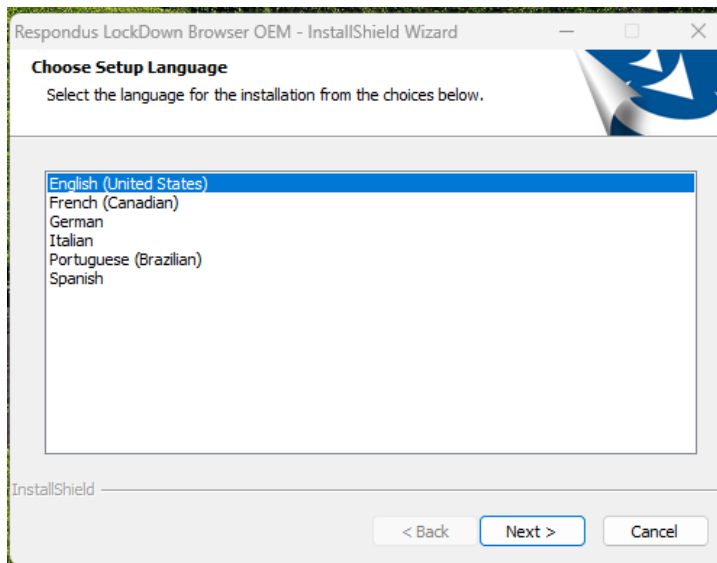 Respondus LockDown Browser OEM - InstallShield Wizard
Choose Setup Language
Select the language for the installation from the choices below.
English (United States)
French (Canadian)
German
Italian
Portuguese (Brazilian)
Spanish
InstallShield
< Back Next > Cancel